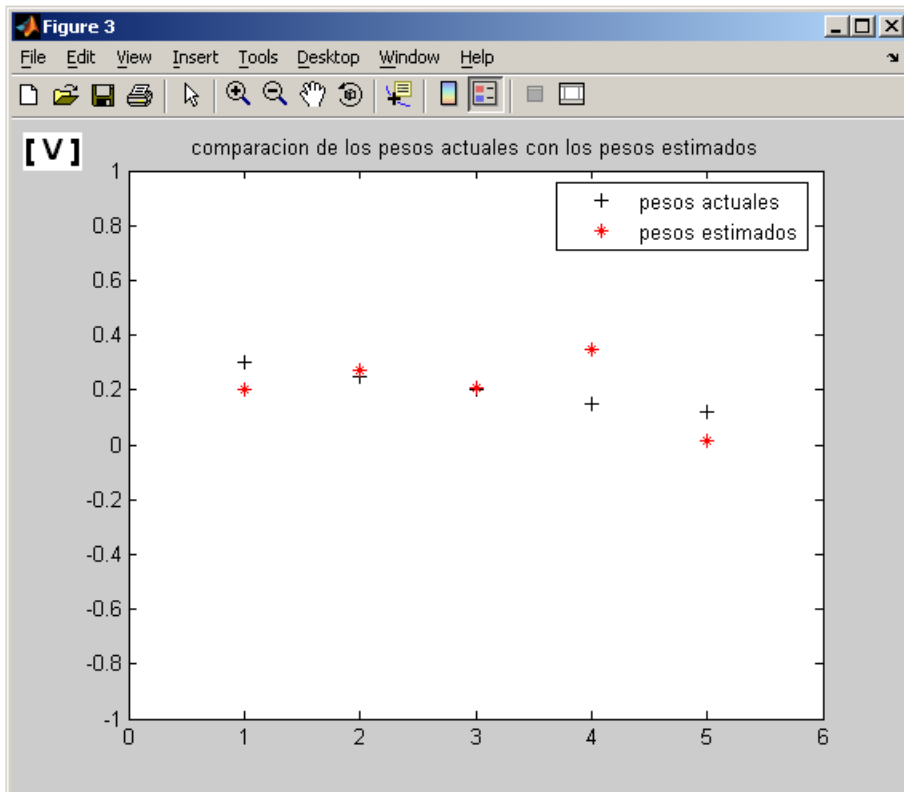 Figure 3
File Edit View Insert Tools Desktop Window Help
[ V ]
comparacion de los pesos actuales con los pesos estimados
1
pesos actuales
0.8
pesos estimados
0.6
0.4
0.2
0
-0.2
-0.4
-0.6
-0.8
-1
0 1 2 3 4 5 6